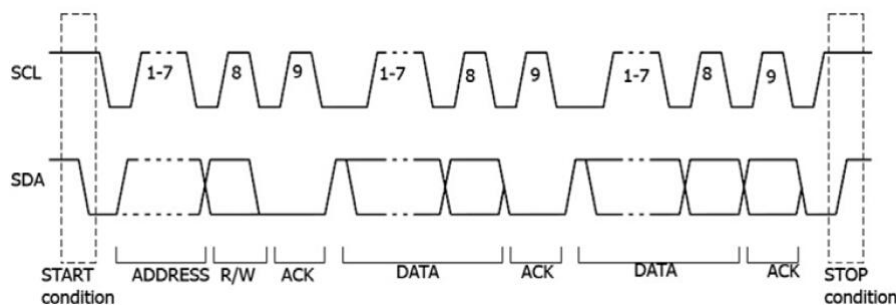 SCL 1-7 8 9 1-7 8 9 1-7 8 9
SDA
START condition ADDRESS R/W ACK DATA ACK DATA ACK STOP condition